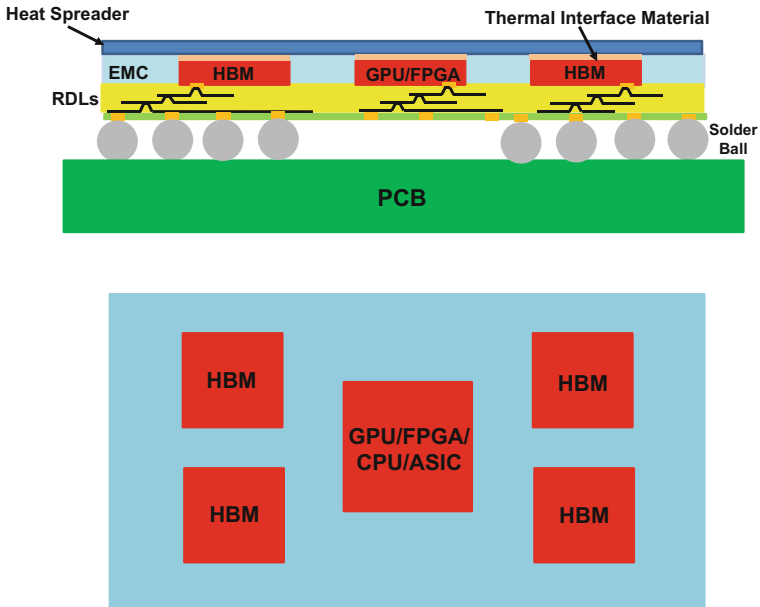 Heat Spreader
Thermal Interface Material
EMC
HBM
GPU/FPGA
HBM
RDLs
Solder
Ball
PCB
HBM
HBM
GPU/FPGA/
CPU/ASIC
HBM
HBM